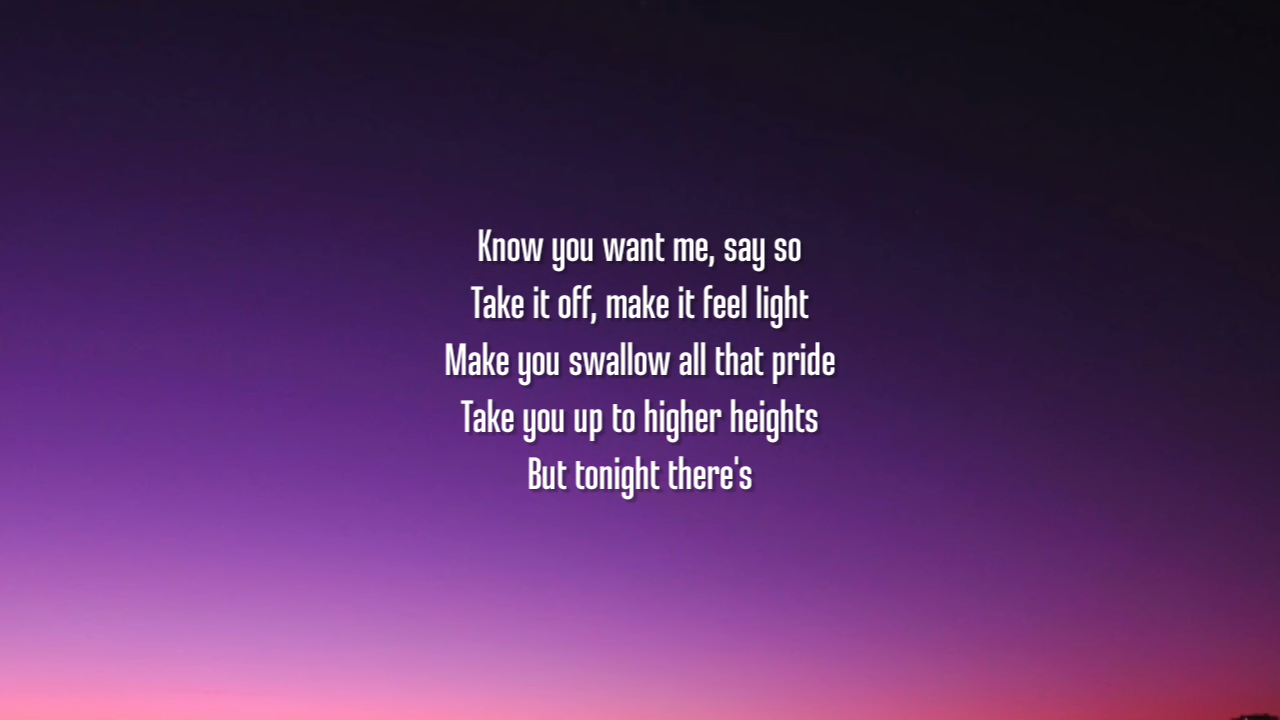 Know you want me, say so
Take it off, make it feel light
Make you swallow all that pride
Take you up to higher heights
But tonight there's